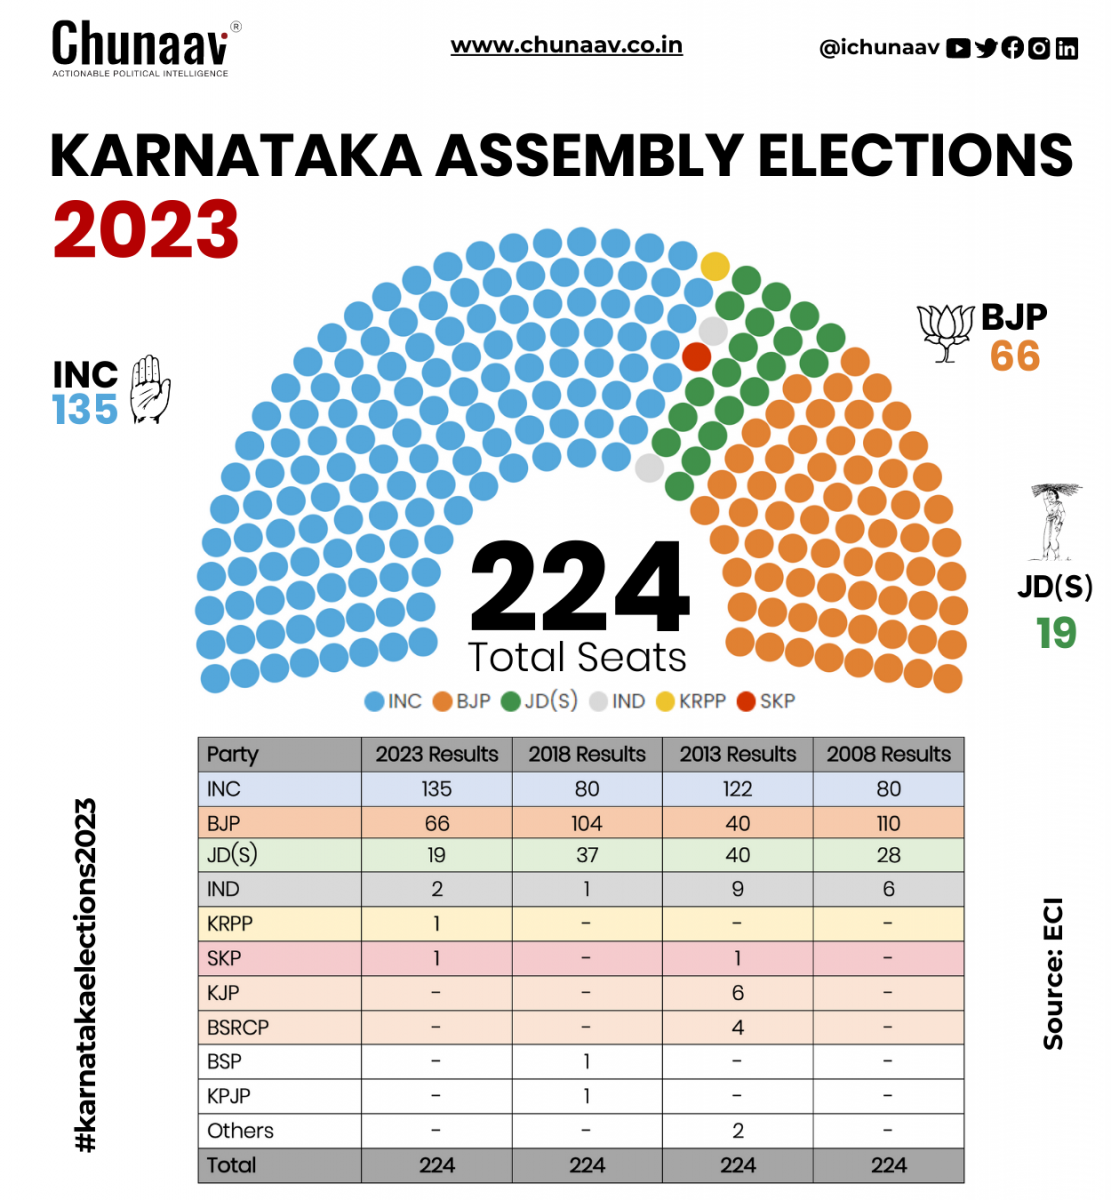 Chunaav®
ACTIONABLE POLITICAL INTELLIGENCE
www.chunaav.co.in
@ichunaav
KARNATAKA ASSEMBLY ELECTIONS
2023
INC
135
BJP
66
JD(S)
19
224
Total Seats
INC BJP JD(S) IND KRPP SKP
Party 2023 Results 2018 Results 2013 Results 2008 Results
INC 135 80 122 80
BJP 66 104 40 110
JD(S) 19 37 40 28
IND 2 1 9 6
KRPP 1 - - -
SKP 1 - 1 -
KJP - - 6 -
BSRCP - - 4 -
BSP - 1 - -
KPJP - 1 - -
Others - - 2 -
Total 224 224 224 224
#karnatakaelections2023
Source: ECI